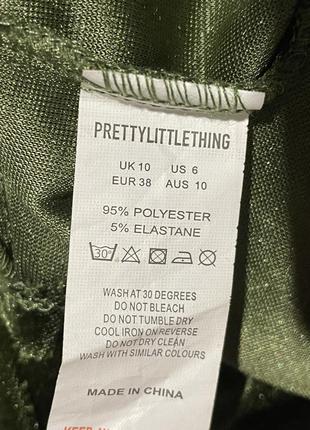 PRETTYLITTLETHING
UK 10 US 6
EUR 38 AUS 10
95% POLYESTER
5% ELASTANE
30°
WASH AT 30 DEGREES
DO NOT BLEACH
DO NOT TUMBLE DRY
COOL IRON ON REVERSE
DO NOT DRY CLEAN
WASH WITH SIMILAR COLOURS
MADE IN CHINA
KEEP